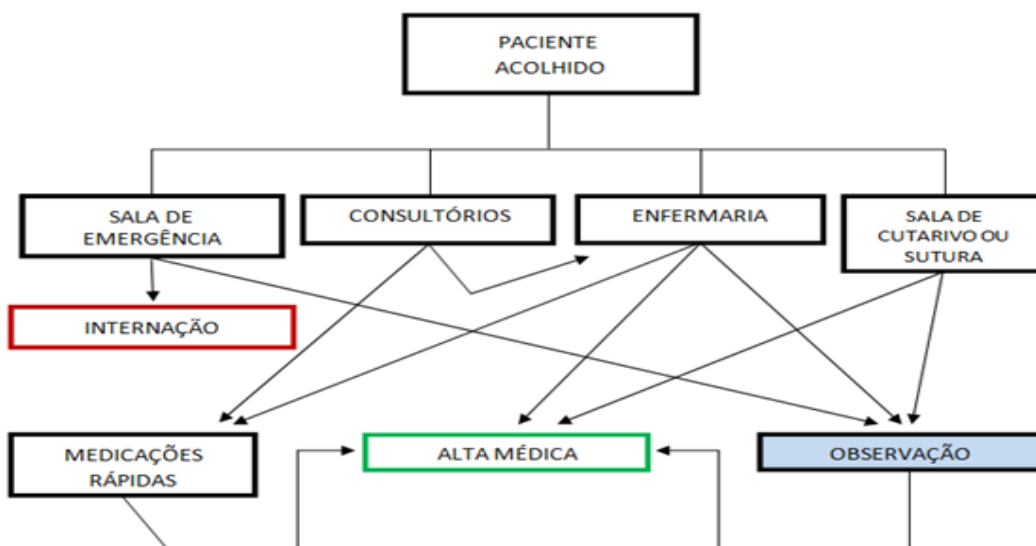 PACIENTE
ACOLHIDO
SALA DE
EMERGÊNCIA
CONSULTÓRIOS
ENFERMARIA
SALA DE
CUTARIVO OU
SUTURA
INTERNAÇÃO
MEDICAÇÕES
RÁPIDAS
ALTA MÉDICA
OBSERVAÇÃO